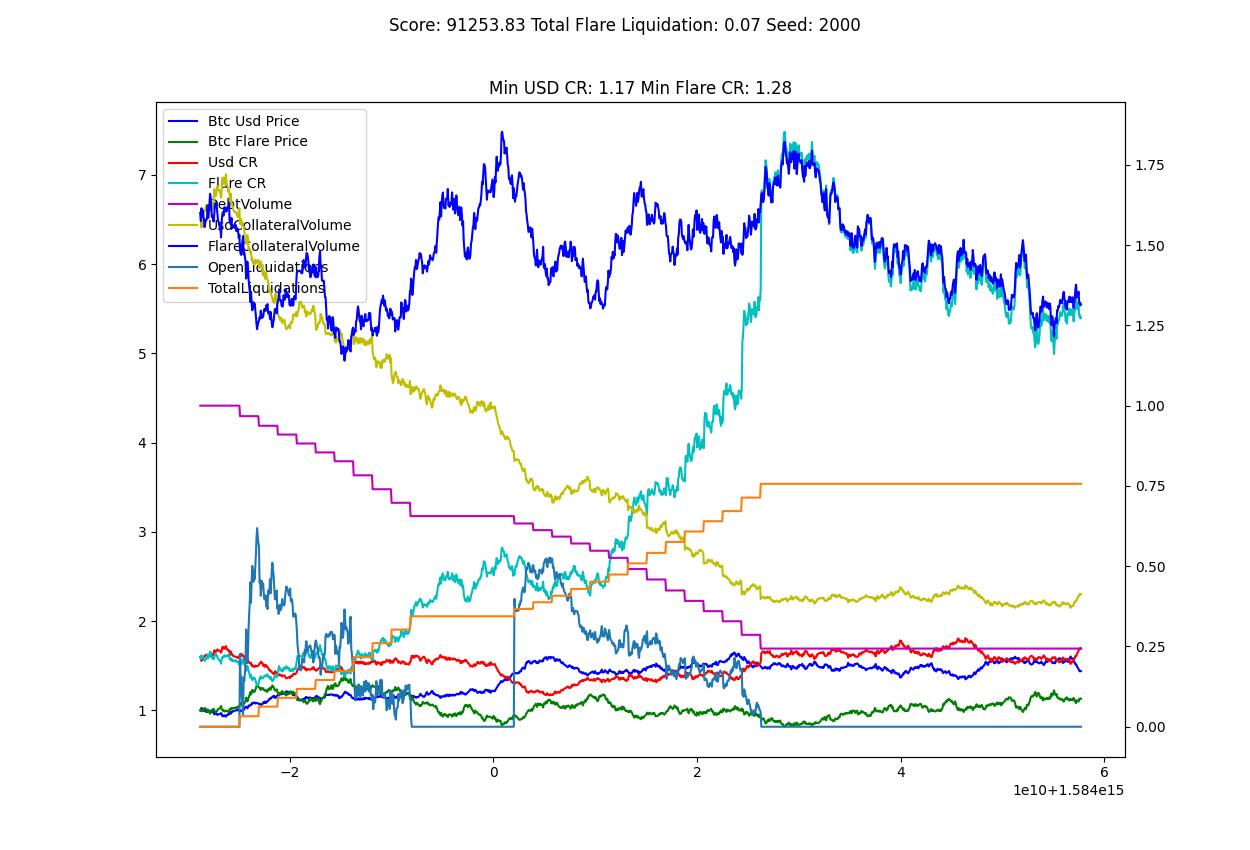 Score: 91253.83 Total Flare Liquidation: 0.07 Seed: 2000
Min USD CR: 1.17 Min Flare CR: 1.28
Btc Usd Price
Btc Flare Price
Usd CR
Flare CR
DebtVolume
UsdCollateralVolume
FlareCollateralVolume
OpenLiquidations
TotalLiquidations
7
6
5
4
3
2
1
1.75
1.50
1.25
1.00
0.75
0.50
0.25
0.00
−2
0
2
4
6
1e10+1.584e15